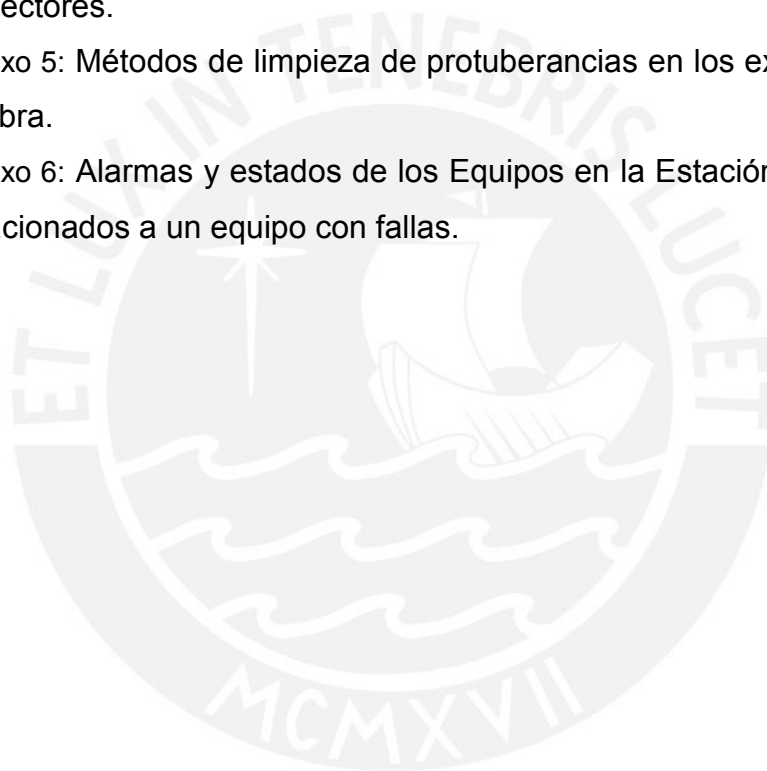 ectores.
xo 5: Métodos de limpieza de protuberancias en los ex
bra.
xo 6: Alarmas y estados de los Equipos en la Estación
acionados a un equipo con fallas.
ET LUX IN TENEBRIS LUCET
MCMXVII